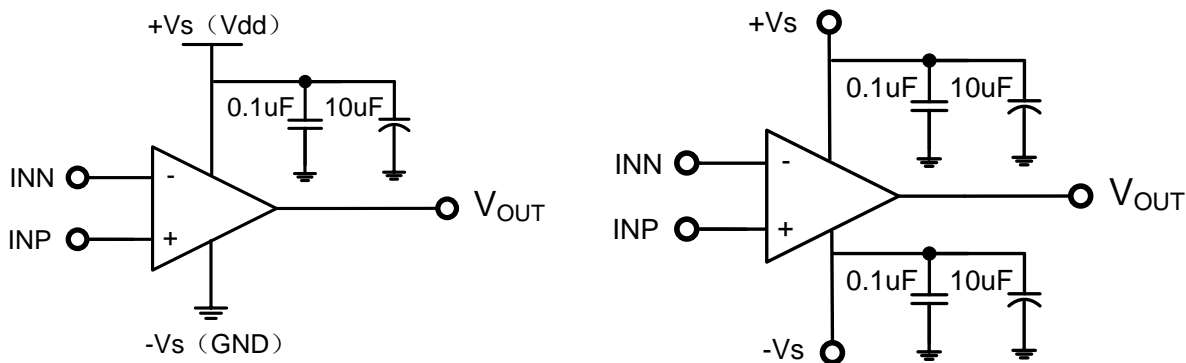 +Vs（Vdd）
0.1uF 10uF
INN
-
INP
+
VOUT
-Vs（GND）
+Vs
0.1uF 10uF
INN
-
INP
+
VOUT
0.1uF 10uF
-Vs